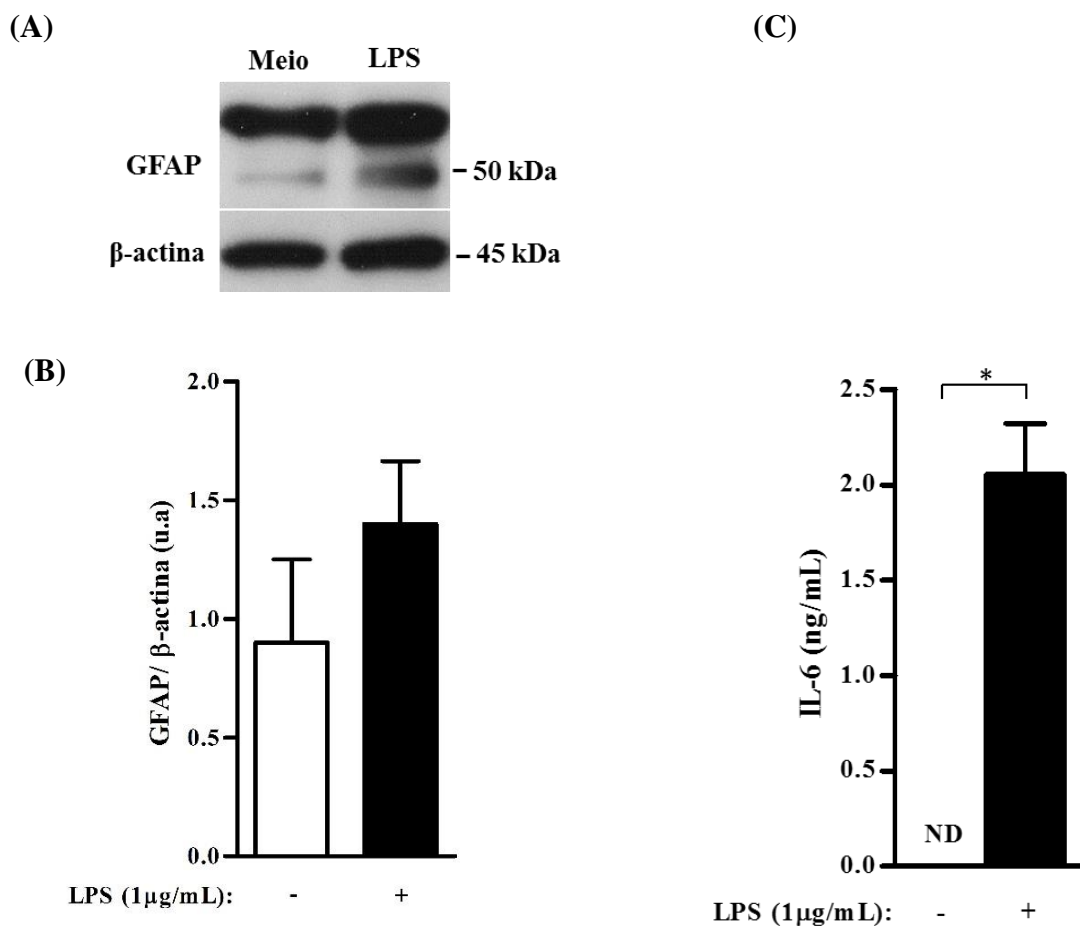 (A)
Meio LPS
GFAP
50 kDa
β-actina
45 kDa
(B)
2.0
1.5
1.0
0.5
0.0
GFAP/ β-actina (u.a)
LPS (1µg/mL): - +
(C)
*
2.5
2.0
1.5
1.0
0.5
0.0
IL-6 (ng/mL)
ND
LPS (1µg/mL): - +